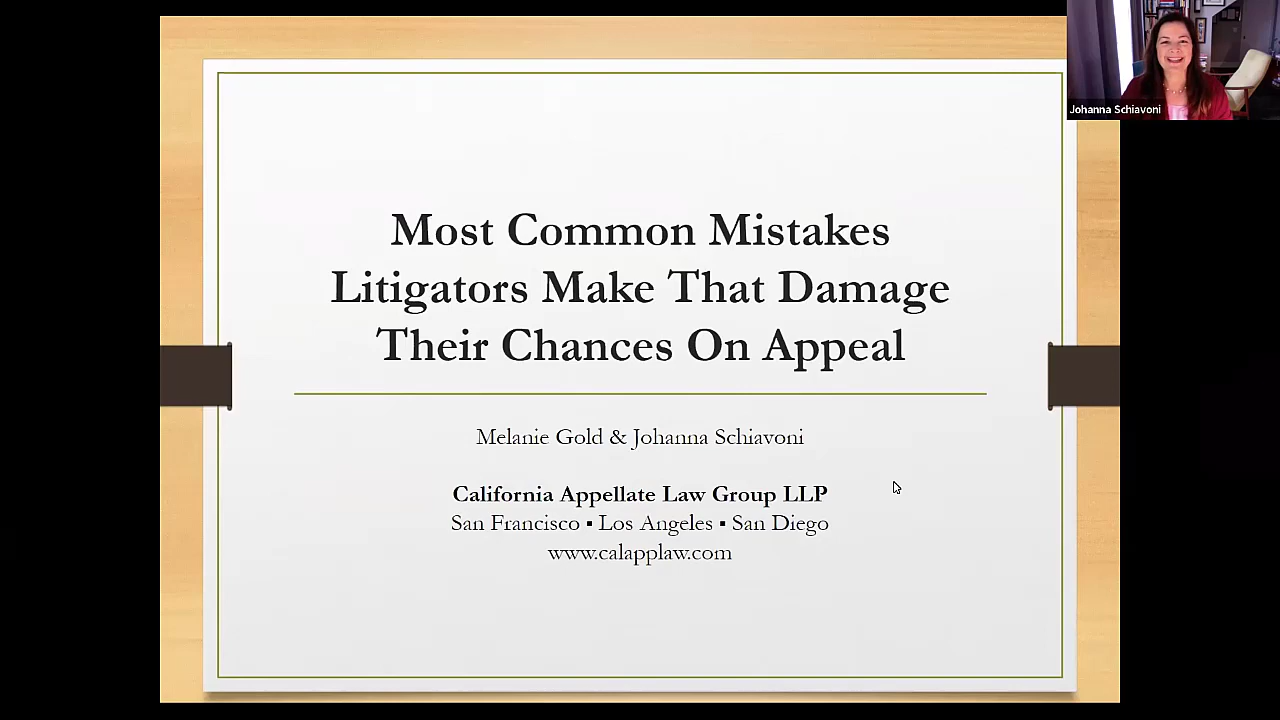 Johanna Schiavoni
Most Common Mistakes
Litigators Make That Damage
Their Chances On Appeal
Melanie Gold & Johanna Schiavoni
California Appellate Law Group LLP
San Francisco ▪ Los Angeles ▪ San Diego
www.calapplaw.com